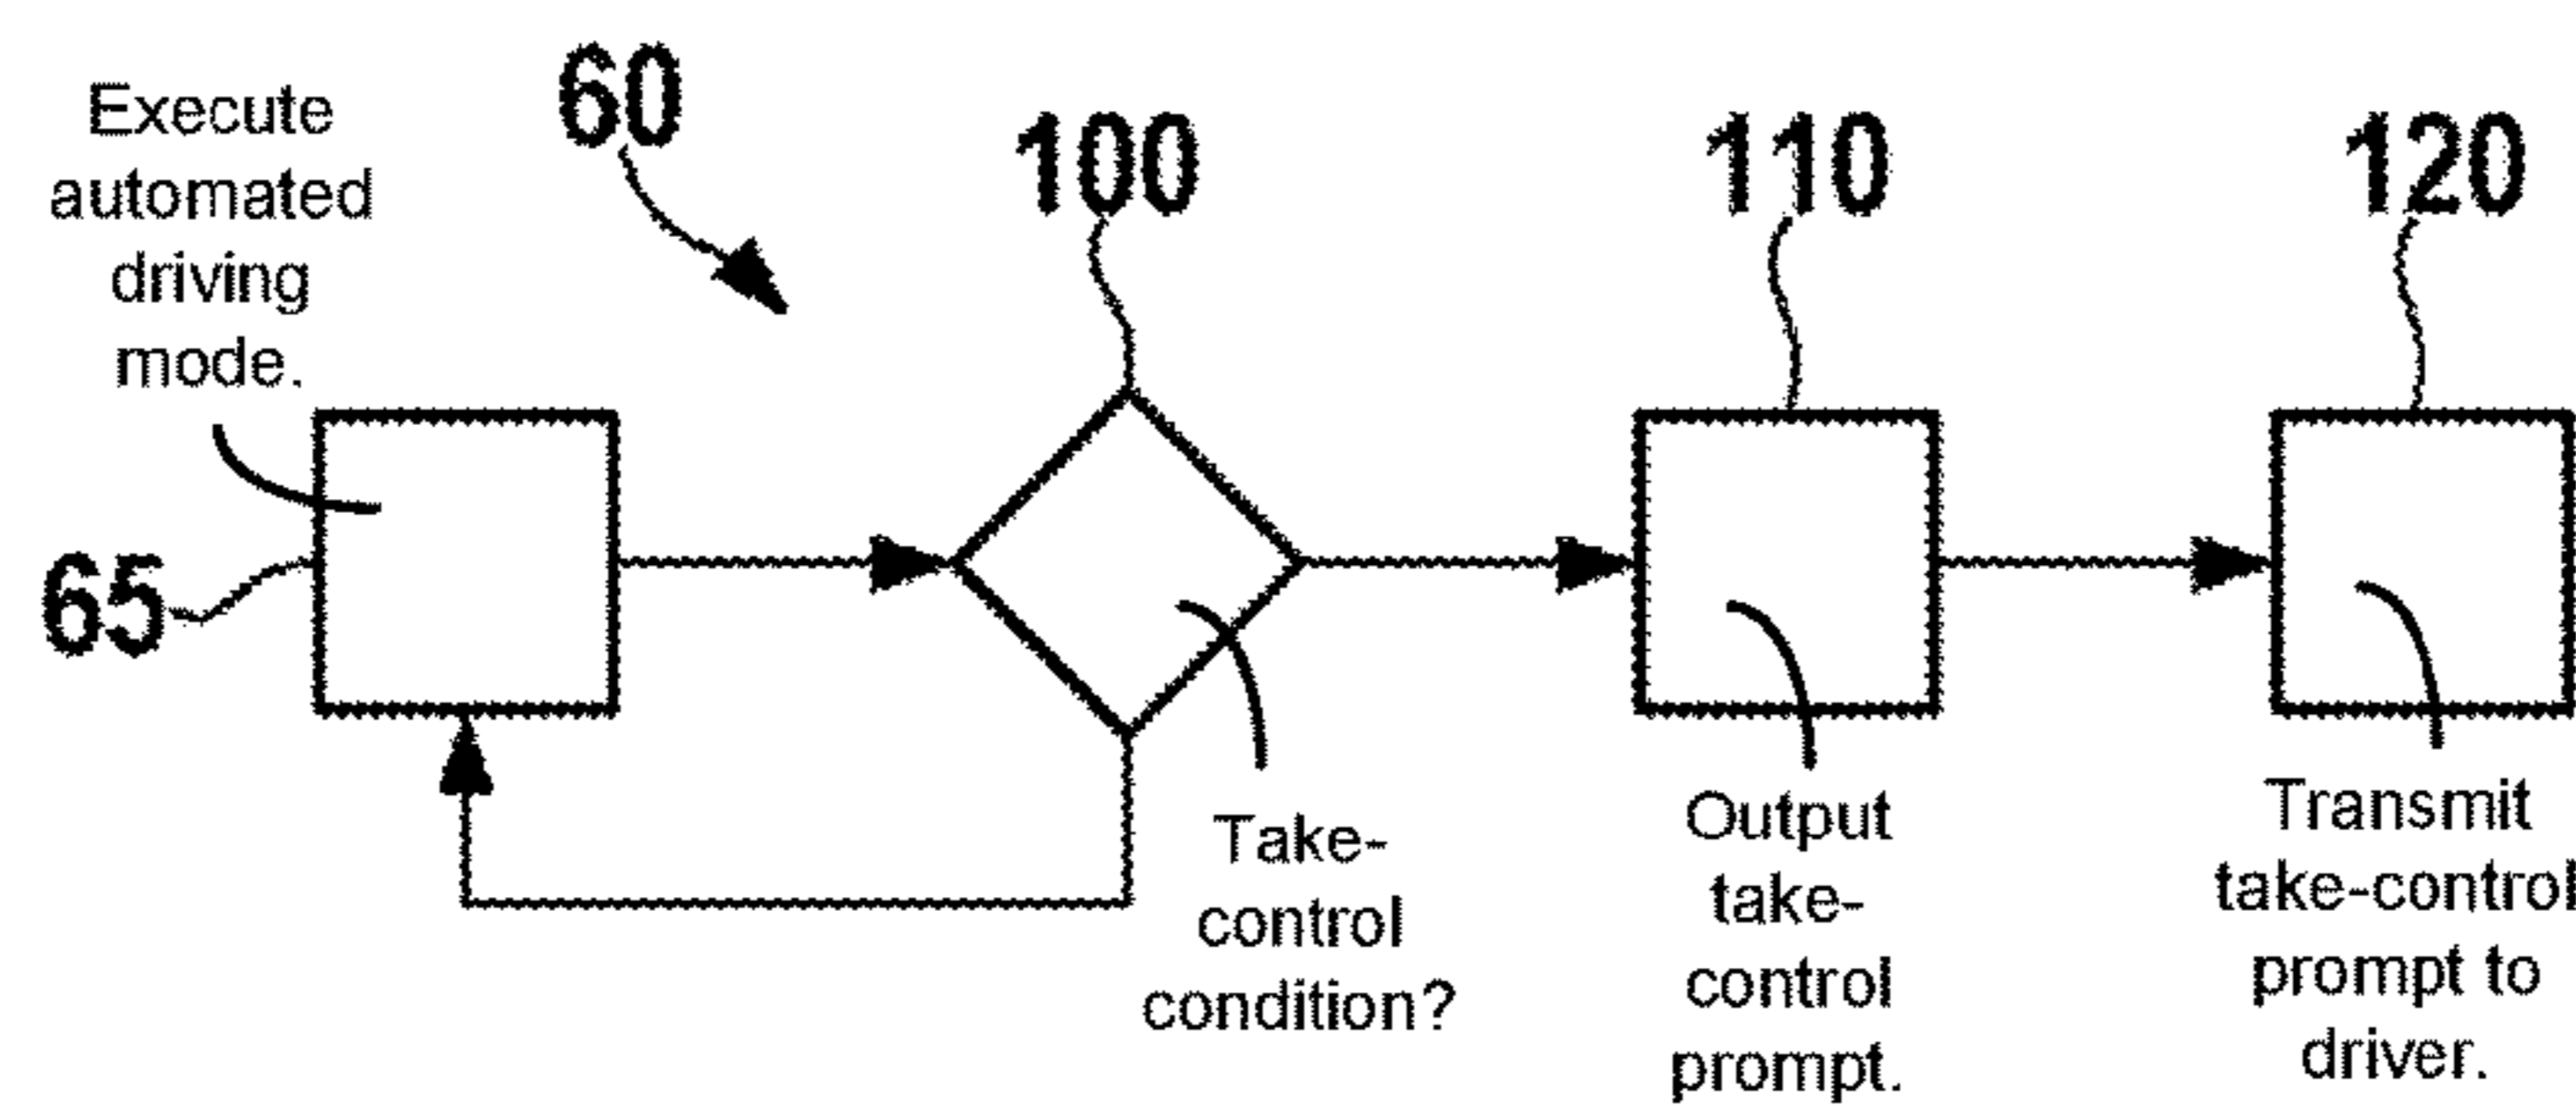 Execute
automated
driving
mode.
60
100
110
120
65
Take-
control
condition?
Output
take-
control
prompt.
Transmit
take-control
prompt to
driver.